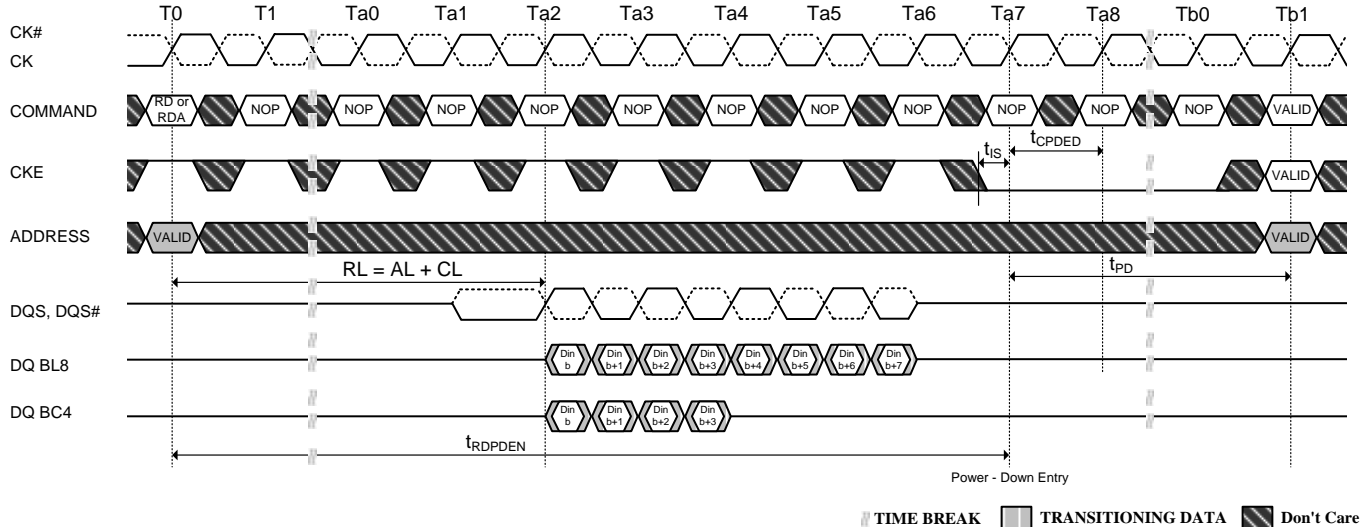 T0 T1 Ta0 Ta1 Ta2 Ta3 Ta4 Ta5 Ta6 Ta7 Ta8 Tb0 Tb1
CK#
CK
COMMAND
RD or
RDA
NOP NOP NOP NOP NOP NOP NOP NOP NOP NOP NOP VALID
tIS
tCPDED
CKE
VALID
ADDRESS
VALID
VALID
RL = AL + CL
tPD
DQS, DQS#
DQ BL8
Din
b
Din
b+1
Din
b+2
Din
b+3
Din
b+4
Din
b+5
Din
b+6
Din
b+7
DQ BC4
Din
b
Din
b+1
Din
b+2
Din
b+3
tRDPDEN
Power - Down Entry
TIME BREAK
TRANSITIONING DATA
Don't Care